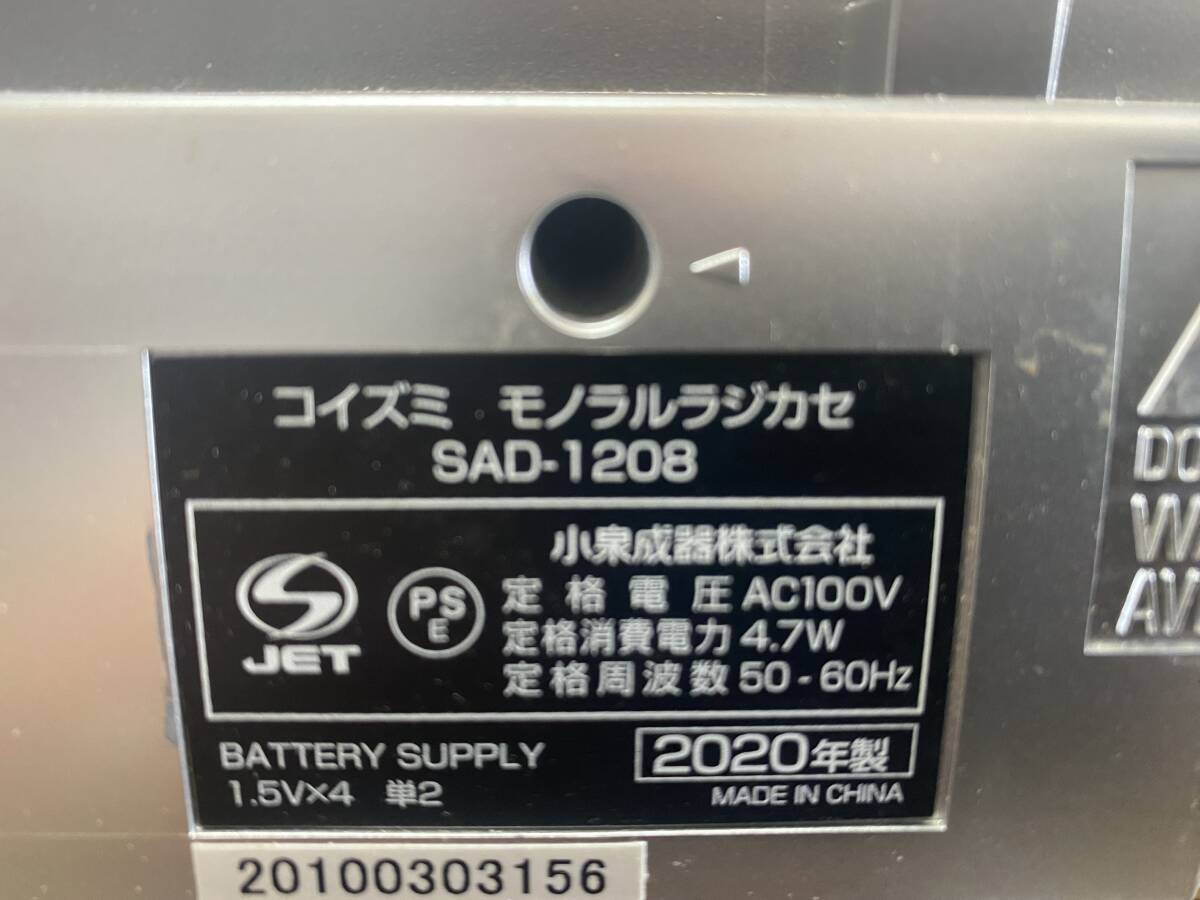 コイズミ モノラルラジカセ
SAD-1208
小泉成器株式会社
JET
PS
E
定格電圧 AC100V
定格消費電力 4.7W
定格周波数 50-60Hz
BATTERY SUPPLY
1.5V×4 単2
2020年製
MADE IN CHINA
20100303156